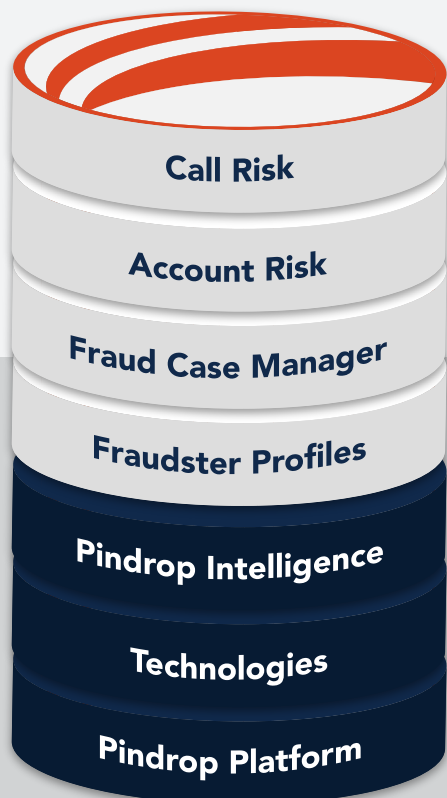 Call Risk
Account Risk
Fraud Case Manager
Fraudster Profiles
Pindrop Intelligence
Technologies
Pindrop Platform